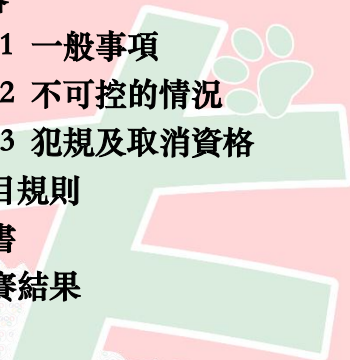 1 一般事項
2 不可控的情況
3 犯規及取消資格
目規則
書
賽結果